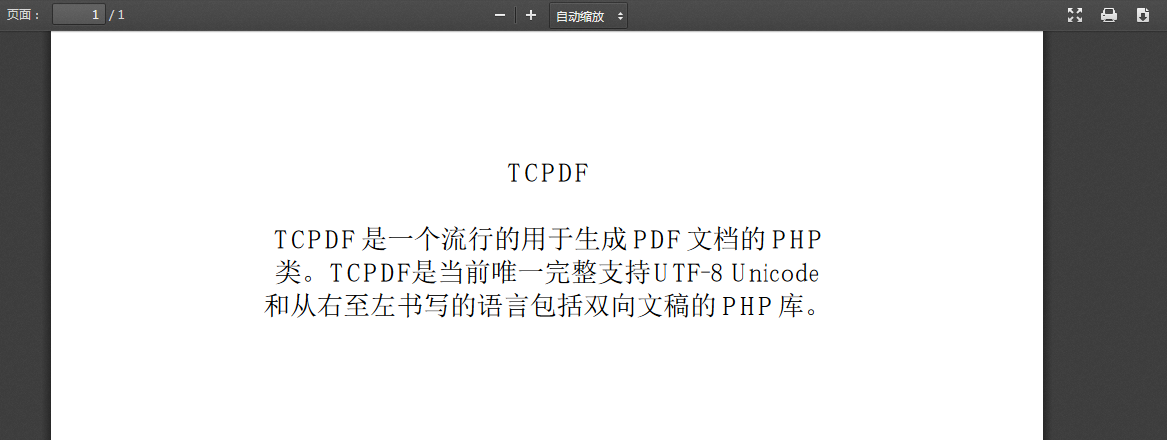 页面： 1 / 1 自动缩放
TCPDF
TCPDF 是一个流行的用于生成 PDF 文档的 PHP
类。TCPDF是当前唯一完整支持UTF-8 Unicode
和从右至左书写的语言包括双向文稿的 PHP 库。